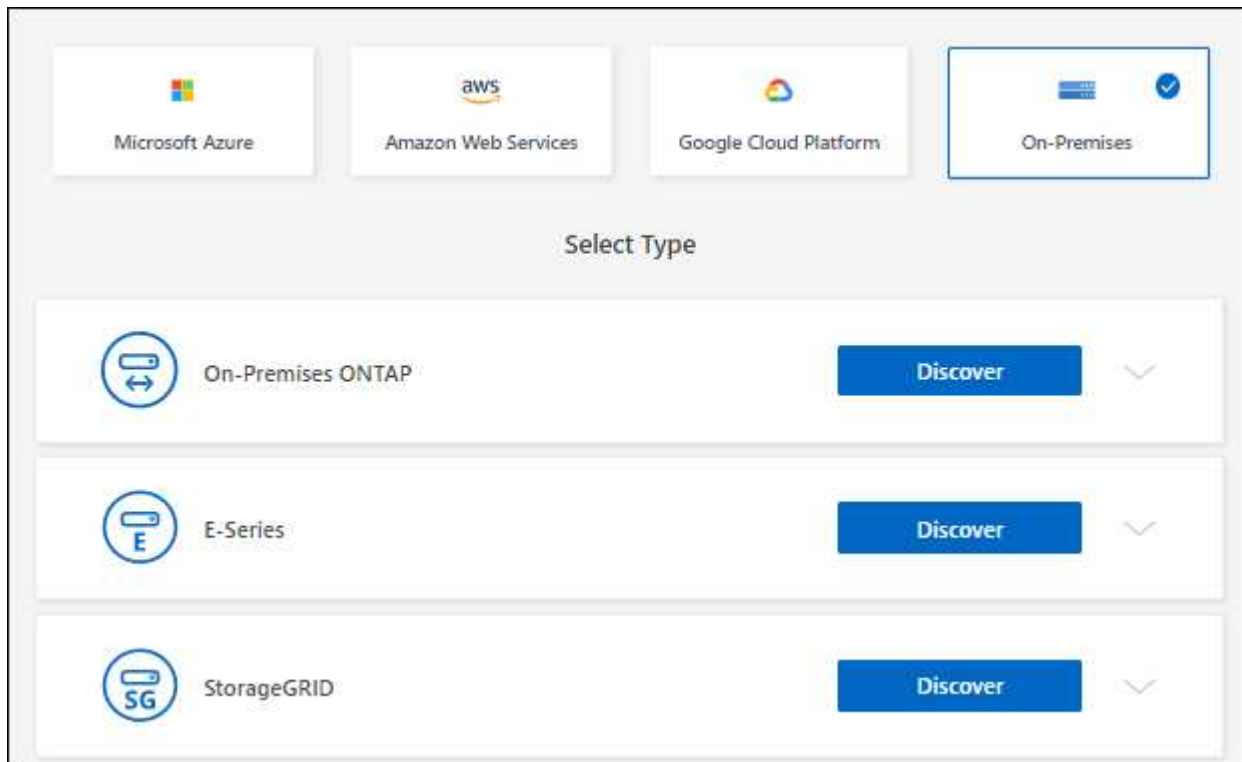 aws
Microsoft Azure
Amazon Web Services
Google Cloud Platform
On-Premises
Select Type
On-Premises ONTAP
Discover
E
E-Series
Discover
SG
StorageGRID
Discover